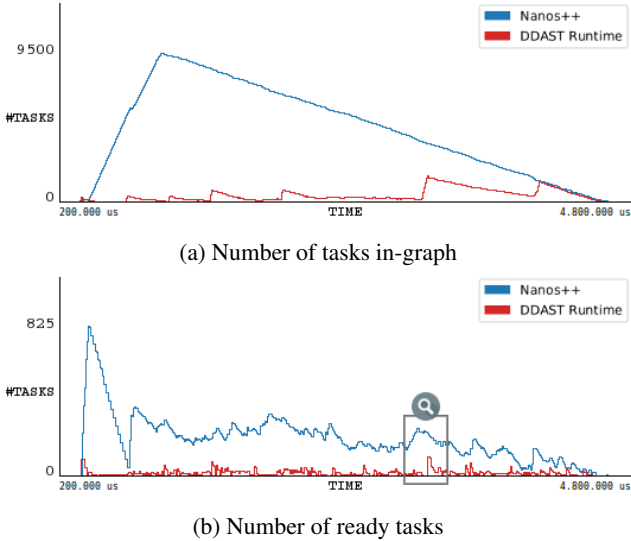 Nanos++
DDAST Runtime
9500
#TASKS
0
200.000 us
TIME
4.800.000 us
(a) Number of tasks in-graph
Nanos++
DDAST Runtime
825
#TASKS
0
200.000 us
TIME
4.800.000 us
(b) Number of ready tasks